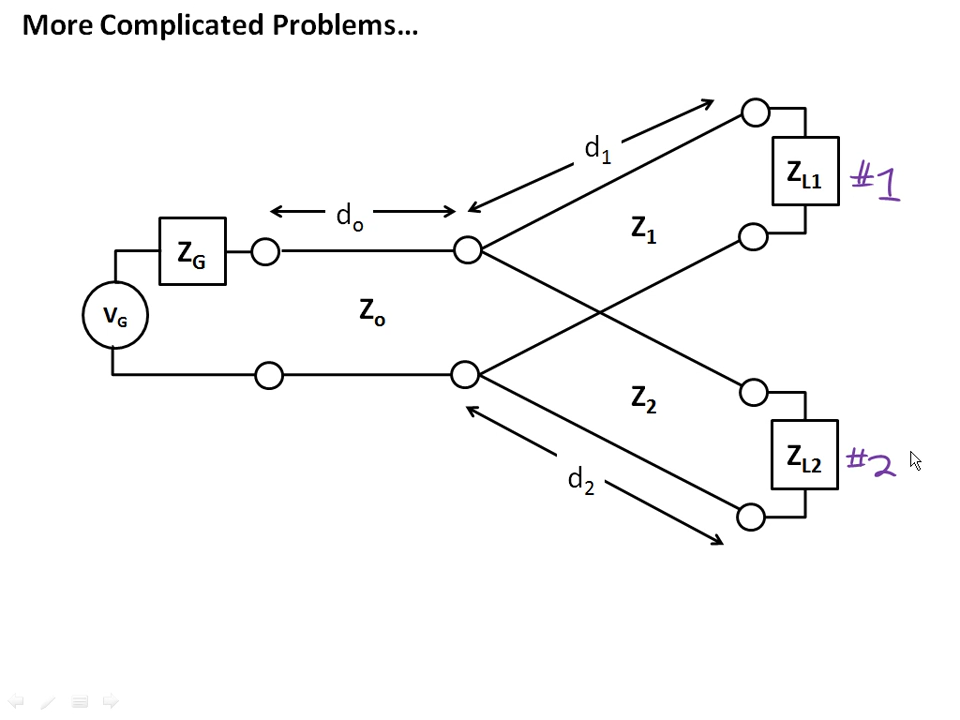 More Complicated Problems...
d1
ZL1 #1
do
Z1
ZG
VG
Zo
Z2
ZL2 #2
d2